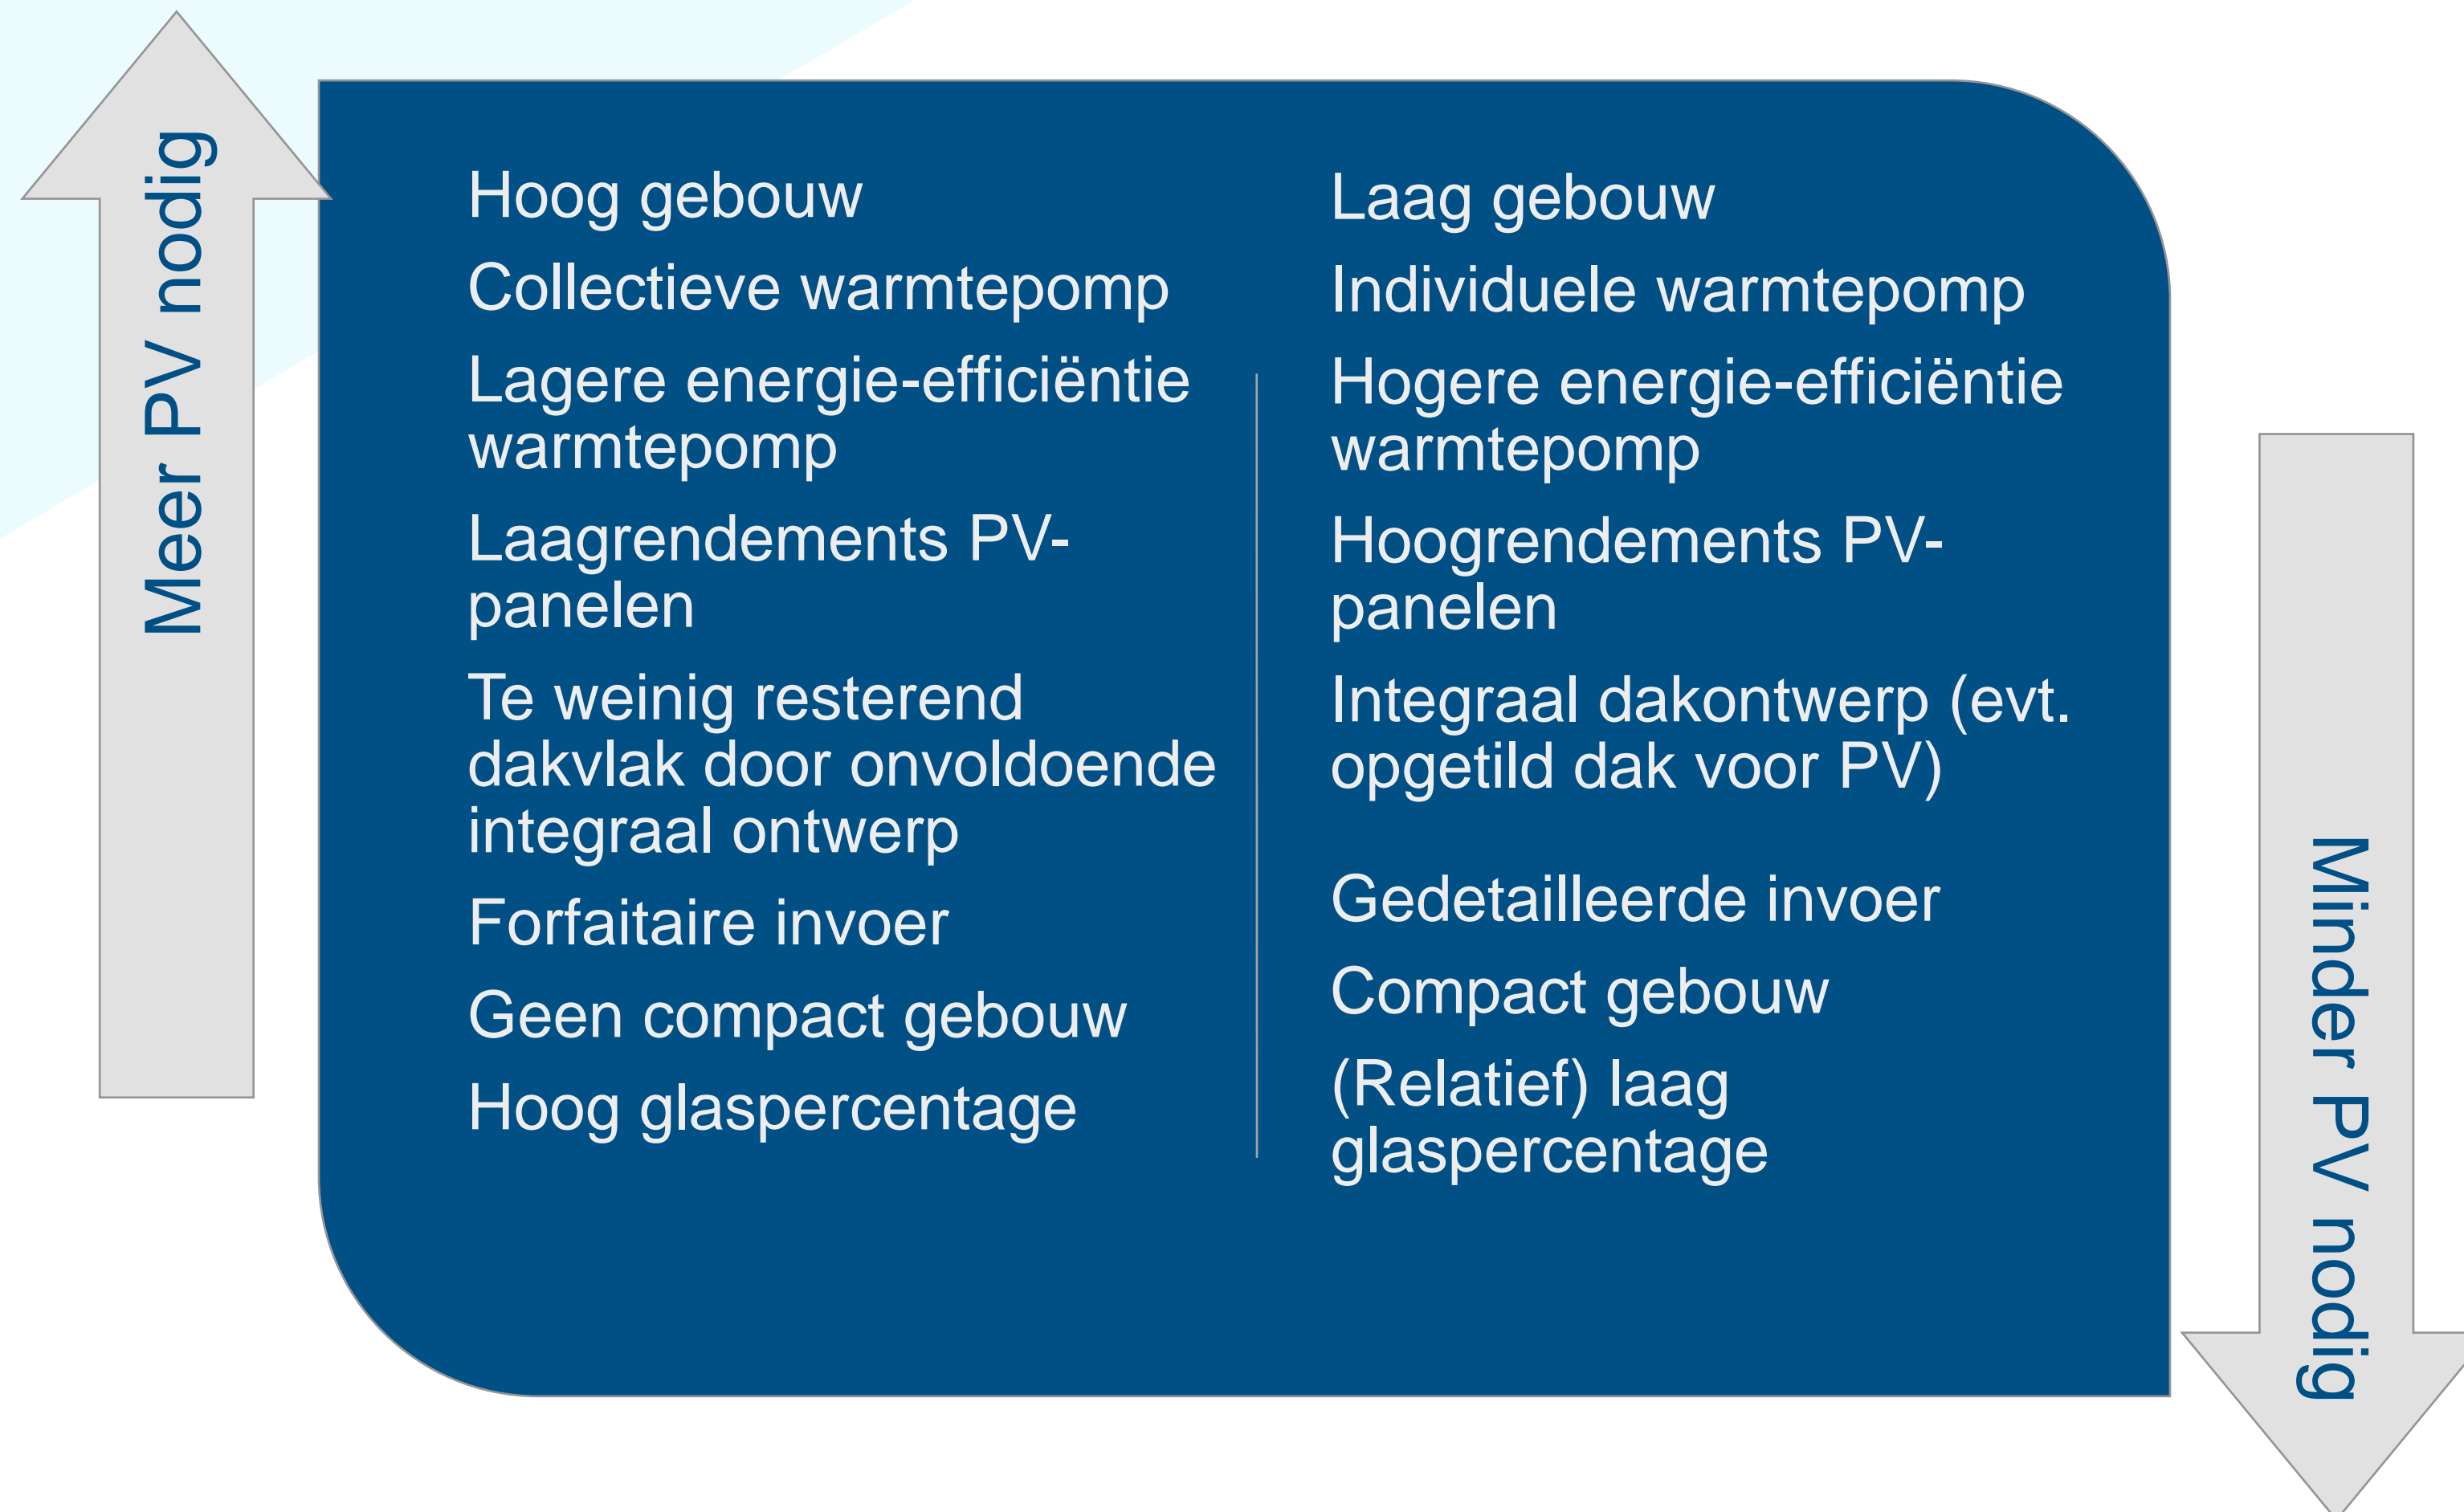 Meer PV nodig
Hoog gebouw
Collectieve warmtepomp
Lagere energie-efficiëntie
warmtepomp
Laagrendements PV-
panelen
Te weinig resterend
dakvlak door onvoldoende
integraal ontwerp
Forfaitaire invoer
Geen compact gebouw
Hoog glaspercentage
Laag gebouw
Individuele warmtepomp
Hogere energie-efficiëntie
warmtepomp
Hoogrendements PV-
panelen
Integraal dakontwerp (evt.
opgetild dak voor PV)
Gedetailleerde invoer
Compact gebouw
(Relatief) laag
glaspercentage
Minder PV nodig